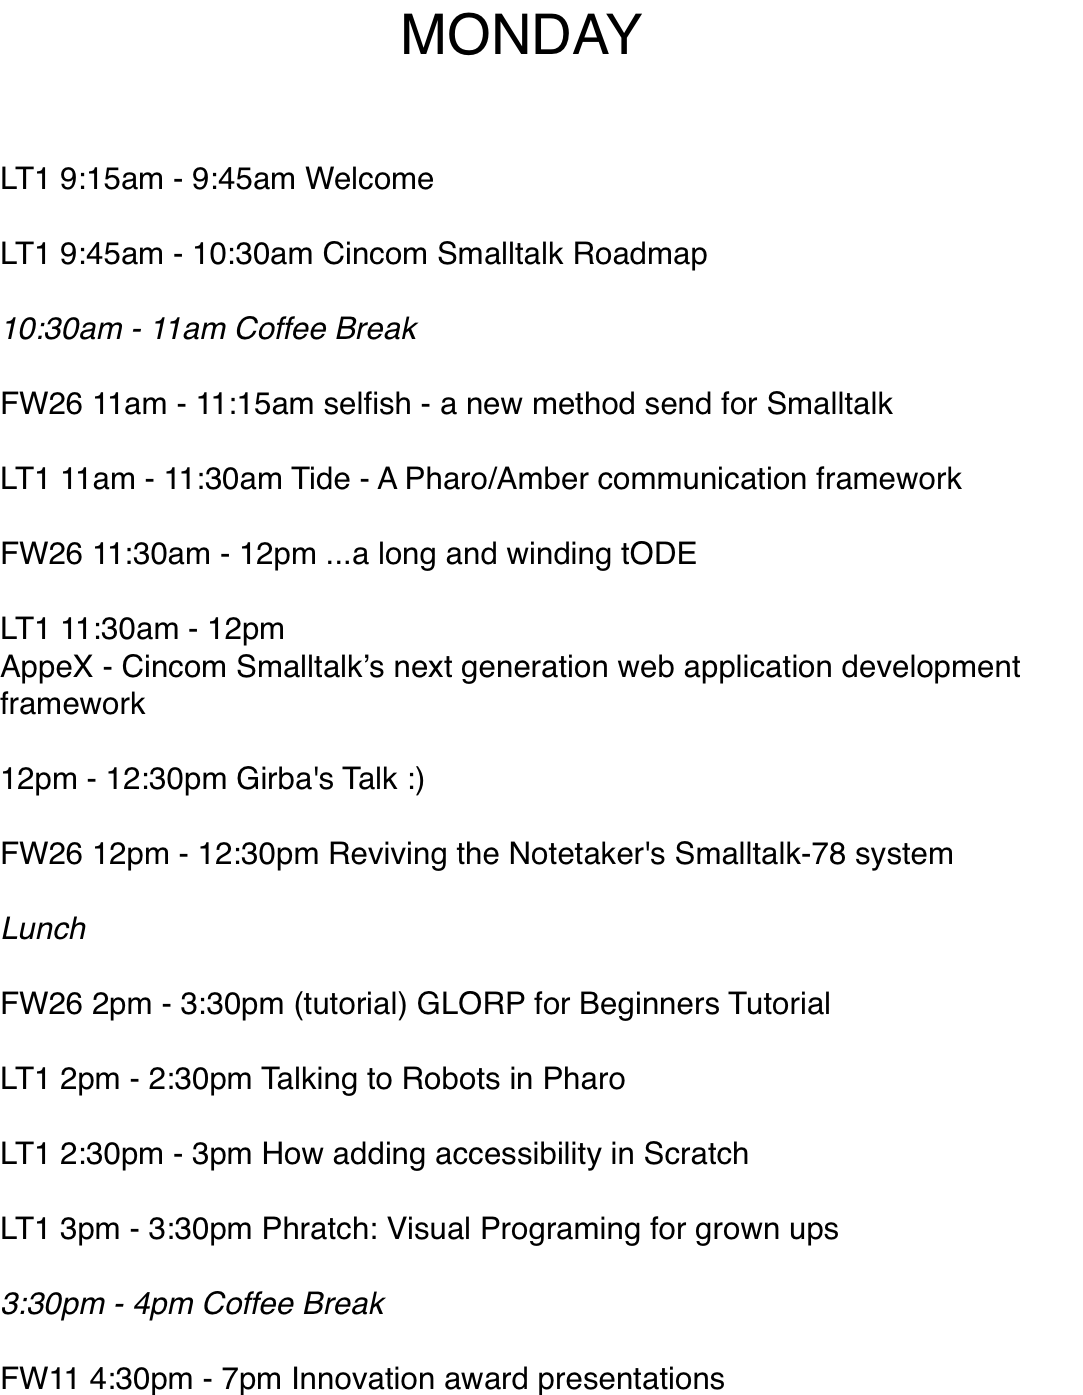 MONDAY
LT1 9:15am - 9:45am Welcome
LT1 9:45am - 10:30am Cincom Smalltalk Roadmap
10:30am - 11am Coffee Break
FW26 11am - 11:15am selfish - a new method send for Smalltalk
LT1 11am - 11:30am Tide - A Pharo/Amber communication framework
FW26 11:30am - 12pm ...a long and winding tODE
LT1 11:30am - 12pm
AppeX - Cincom Smalltalk’s next generation web application development
framework
12pm - 12:30pm Girba's Talk :)
FW26 12pm - 12:30pm Reviving the Notetaker's Smalltalk-78 system
Lunch
FW26 2pm - 3:30pm (tutorial) GLORP for Beginners Tutorial
LT1 2pm - 2:30pm Talking to Robots in Pharo
LT1 2:30pm - 3pm How adding accessibility in Scratch
LT1 3pm - 3:30pm Phratch: Visual Programing for grown ups
3:30pm - 4pm Coffee Break
FW11 4:30pm - 7pm Innovation award presentations